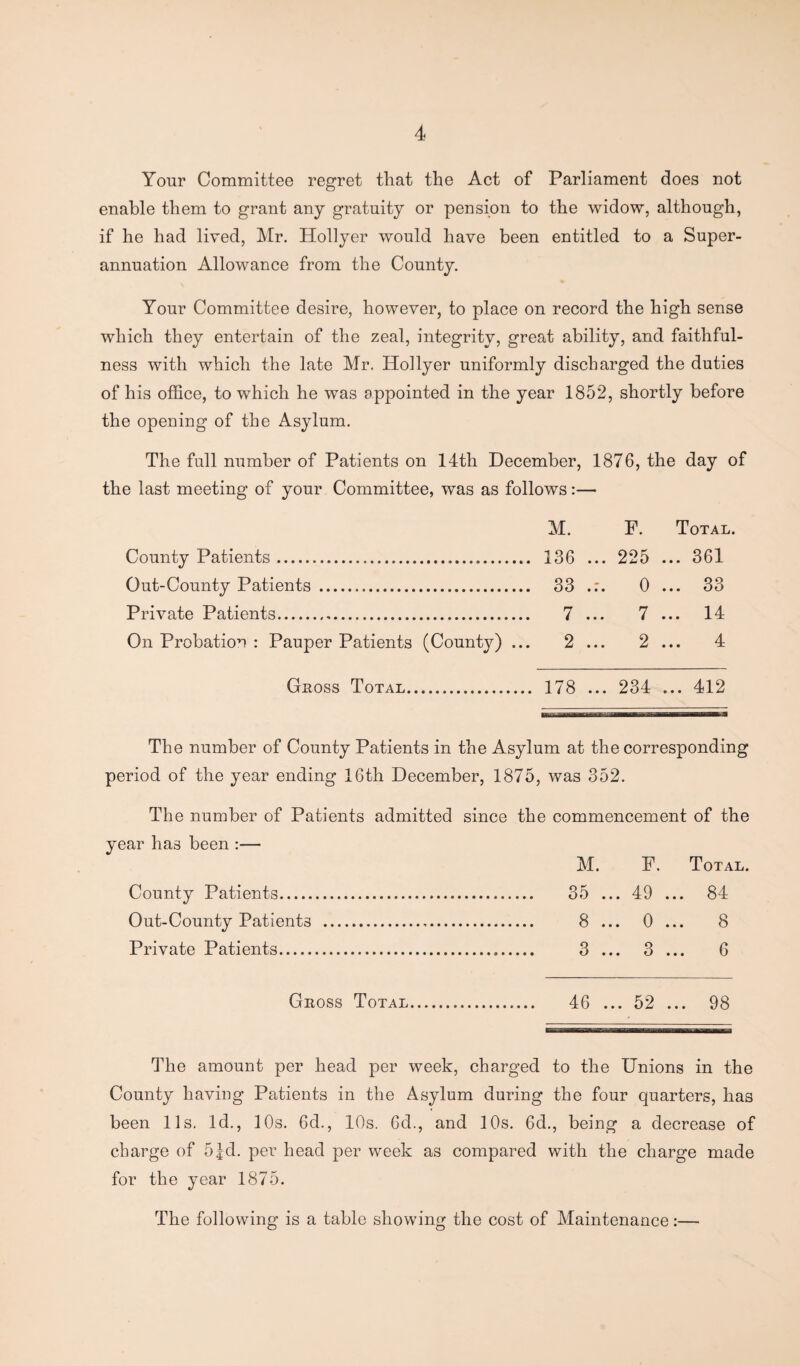 4
Your Committee regret that the Act of Parliament does not
enable them to grant any gratuity or pension to the widow, although,
if he had lived, Mr. Hollyer would have been entitled to a Super-
annuation Allowance from the County.
Your Committee desire, however, to place on record the high sense
which they entertain of the zeal, integrity, great ability, and faithful-
ness with which the late Mr. Hollyer uniformly discharged the duties
of his office, to which he was appointed in the year 1852, shortly before
the opening of the Asylum.
The full number of Patients on 14th December, 1876, the day of
the last meeting of your Committee, was as follows:—
M. F. Total.
County Patients ........ 136 ... 225 ... 361
Out-County Patients ........ 33 ... 0 ... 33
Private Patients........ 7 ... 7 ... 14
On Probation : Pauper Patients (County) ... 2 ... 2 ... 4
Gross Total........ 178 ... 234 ... 412
The number of County Patients in the Asylum at the corresponding
period of the year ending 16th December, 1875, was 352.
The number of Patients admitted since the commencement of the
year has been :—
M. F. Total.
County Patients........ 35 ... 49 ... 84
Out-County Patients ........ 8 ... 0 ... 8
Private Patients........ 3 ... 3 ... 6
Gross Total........ 46 ... 52 ... 98
The amount per head per week, charged to the Unions in the
County having Patients in the Asylum during the four quarters, has
been 11s. 1d., 10s. 6d., 10s. 6d., and 10s. 6d., being a decrease of
charge of 5¼d. per head per week as compared with the charge made
for the year 1875.
The following is a table showing the cost of Maintenance :—